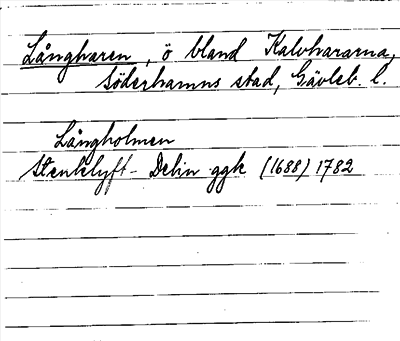 Långharen, ö bland Kalvhararna,
Söderhamns stad, Gävleb. l.
Långholmen
Stenklyft - Delin ggk (1688) 1782